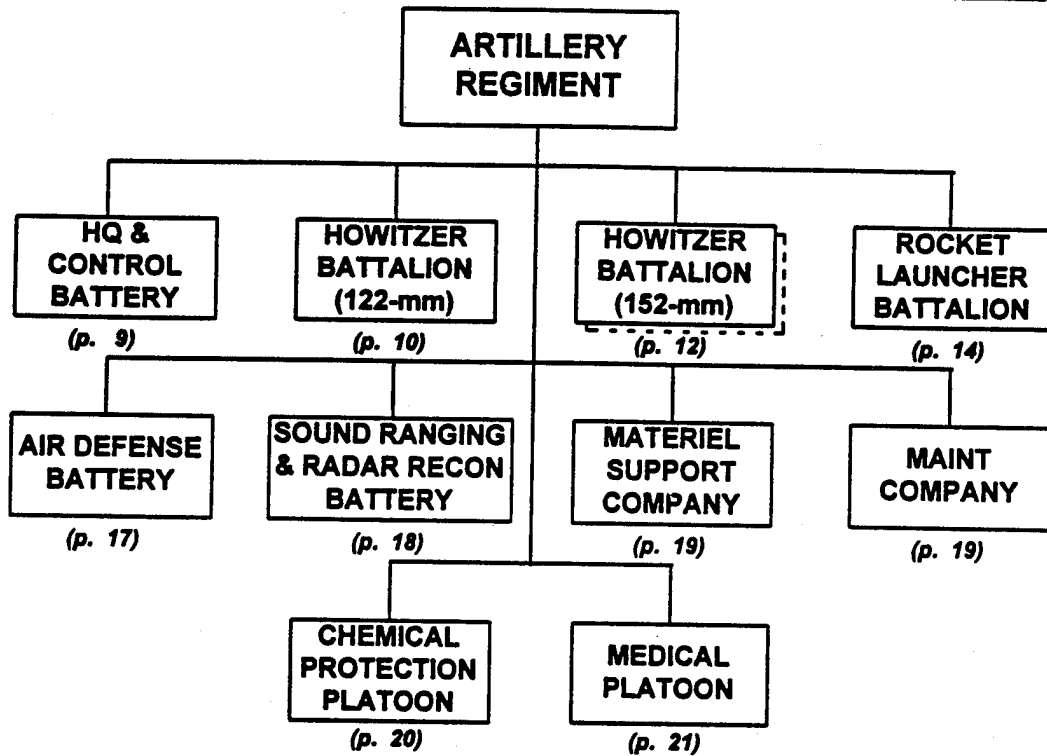 ARTILLERY
REGIMENT
HQ &
CONTROL
BATTERY
(p. 9)
HOWITZER
BATTALION
(122-mm)
(p. 10)
HOWITZER
BATTALION
(152-mm)
(p. 12)
ROCKET
LAUNCHER
BATTALION
(p. 14)
AIR DEFENSE
BATTERY
(p. 17)
SOUND RANGING
& RADAR RECON
BATTERY
(p. 18)
MATERIEL
SUPPORT
COMPANY
(p. 19)
MAINT
COMPANY
(p. 19)
CHEMICAL
PROTECTION
PLATOON
(p. 20)
MEDICAL
PLATOON
(p. 21)